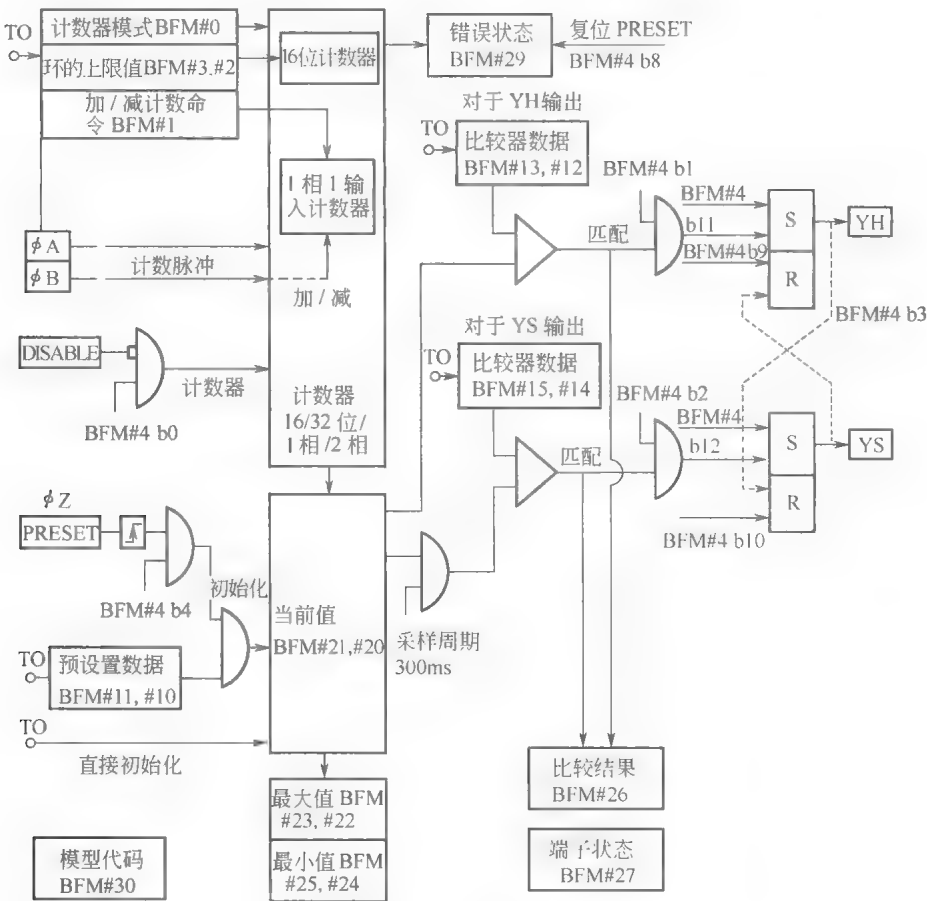 TO
计数器模式BFM#0
环的上限值BFM#3,#2
加 / 减计数命
令 BFM#1
16位计数器
错误状态
BFM#29
复位 PRESET
BFM#4 b8
1 相 1 输
入计数器
对于 YH输出
TO
比较器数据
BFM#13, #12
BFM#4 b1
匹配
BFM#4
b11
BFM#4 b9
S
R
YH
BFM#4 b3
ϕ A
ϕ B
计数脉冲
加 / 减
DISABLE
计数器
BFM#4 b0
计数器
16/32 位/
1 相 /2 相
对于 YS 输出
TO
比较器数据
BFM#15, #14
BFM#4 b2
匹配
BFM#4
b12
S
R
YS
BFM#4 b10
ϕ Z
PRESET
初始化
BFM#4 b4
TO
预设置数据
BFM#11, #10
TO
直接初始化
当前值
BFM#21,#20
采样周期
300ms
最大值 BFM
#23, #22
最小值 BFM
#25, #24
模型代码
BFM#30
比较结果
BFM#26
端子状态
BFM#27